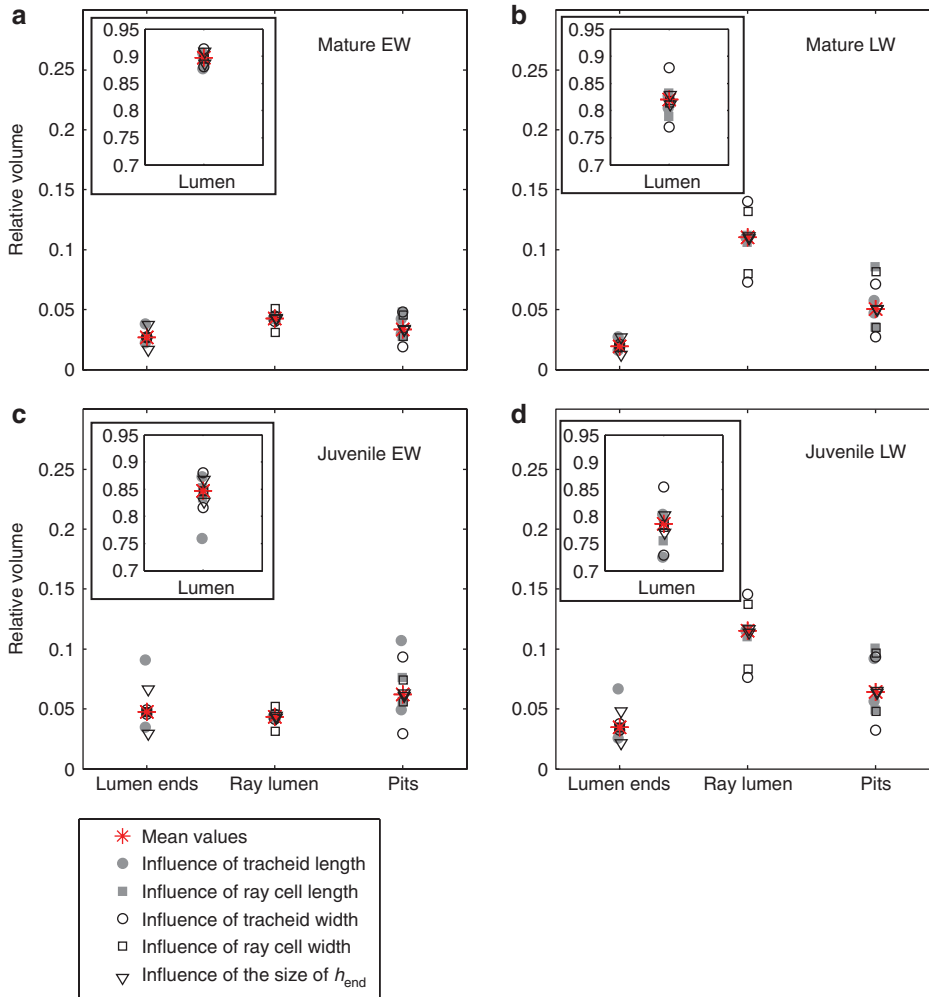 a
Mature EW
0.95
0.9
0.85
0.8
0.75
0.7
Lumen
0.25
0.2
0.15
0.1
0.05
0
Relative volume
b
Mature LW
0.95
0.9
0.85
0.8
0.75
0.7
Lumen
0.25
0.2
0.15
0.1
0.05
0
c
Juvenile EW
0.95
0.9
0.85
0.8
0.75
0.7
Lumen
0.25
0.2
0.15
0.1
0.05
0
Relative volume
Lumen ends Ray lumen Pits
d
Juvenile LW
0.95
0.9
0.85
0.8
0.75
0.7
Lumen
0.25
0.2
0.15
0.1
0.05
0
Lumen ends Ray lumen Pits
Mean values
Influence of tracheid length
Influence of ray cell length
Influence of tracheid width
Influence of ray cell width
Influence of the size of h_end